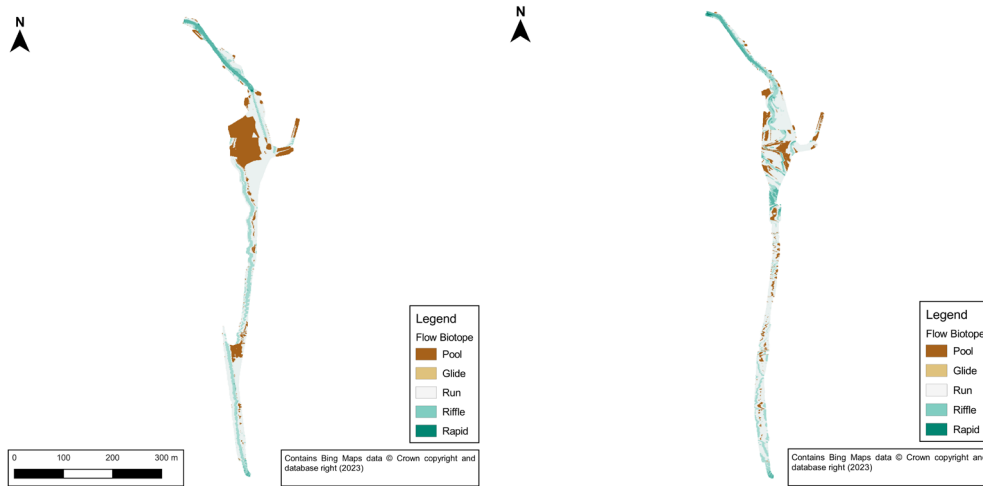 N
Legend
Flow Biotope
Pool
Glide
Run
Riffle
Rapid
0 100 200 300 m
Contains Bing Maps data © Crown copyright and
database right (2023)
N
Legend
Flow Biotope
Pool
Glide
Run
Riffle
Rapid
Contains Bing Maps data © Crown copyright and
database right (2023)